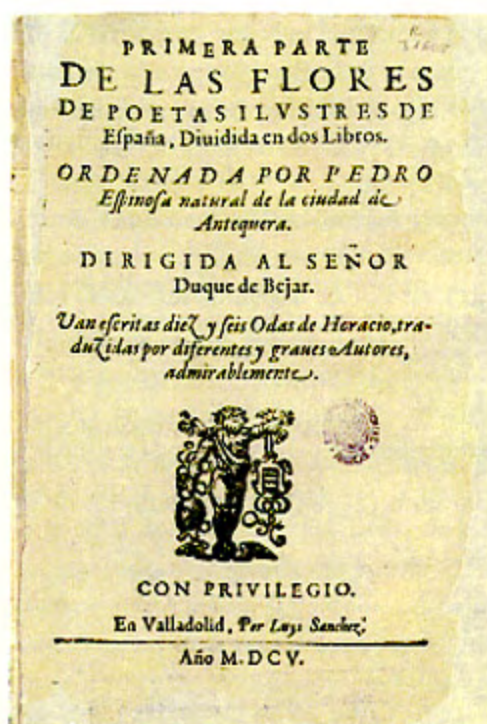 PRIMERA PARTE
DE LAS FLORES
DE POETAS ILVSTRES DE
España, Diuidida en dos Libros.
ORDENADA POR PEDRO
Eſpinoſa natural de la ciudad de
Antequera.
DIRIGIDA AL SEÑOR
Duque de Bejar.
Van eſcritas diez y ſeis Odas de Horacio, tra-
duzidas por diferentes y graues Autores,
admirablemente.
CON PRIVILEGIO.
En Valladolid, Por Luys Sanchez.
Año M.DCV.